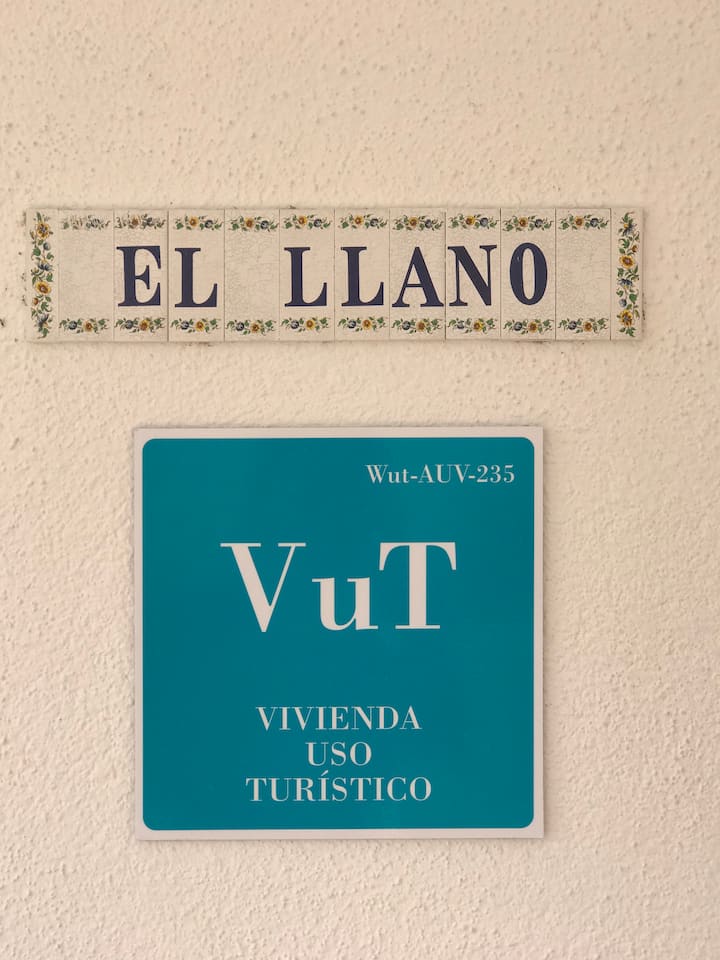 EL LLANO
Wut-AUV-235
VuT
VIVIENDA
USO
TURÍSTICO